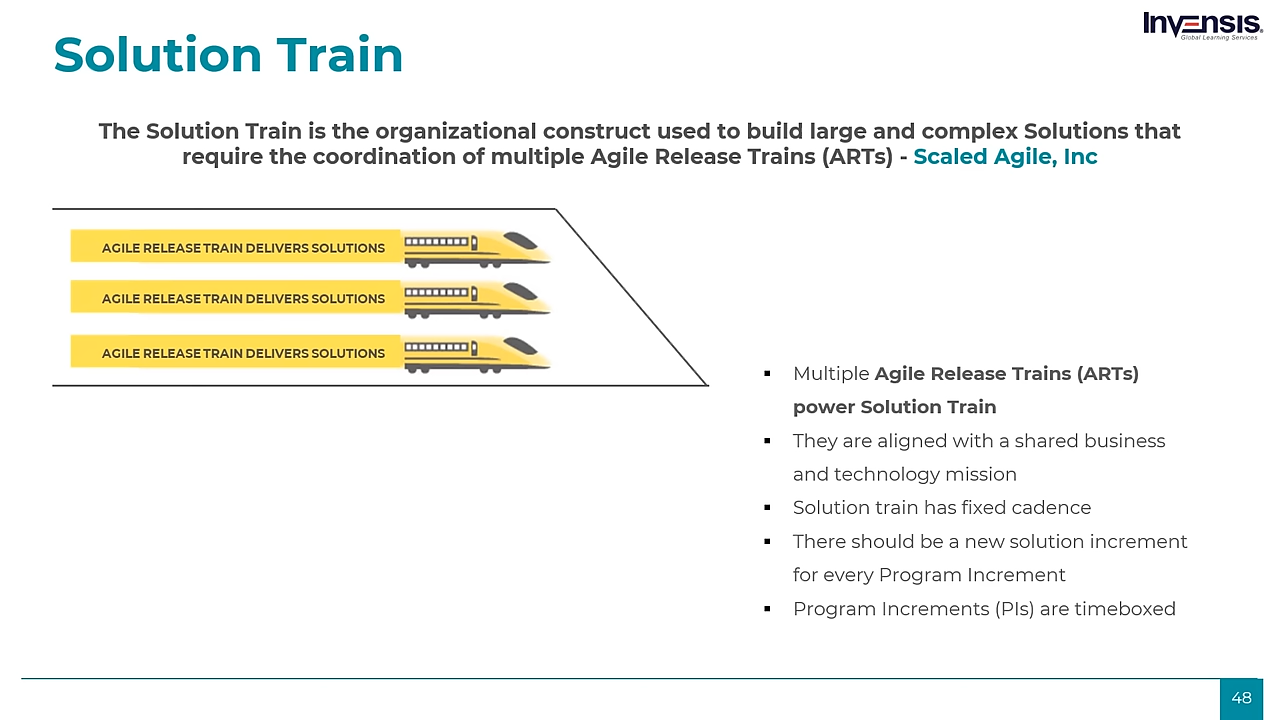 Invensis®
Global Learning Services
Solution Train
The Solution Train is the organizational construct used to build large and complex Solutions that
require the coordination of multiple Agile Release Trains (ARTs) - Scaled Agile, Inc
AGILE RELEASE TRAIN DELIVERS SOLUTIONS
AGILE RELEASE TRAIN DELIVERS SOLUTIONS
AGILE RELEASE TRAIN DELIVERS SOLUTIONS
▪ Multiple Agile Release Trains (ARTs)
power Solution Train
▪ They are aligned with a shared business
and technology mission
▪ Solution train has fixed cadence
▪ There should be a new solution increment
for every Program Increment
▪ Program Increments (PIs) are timeboxed
48